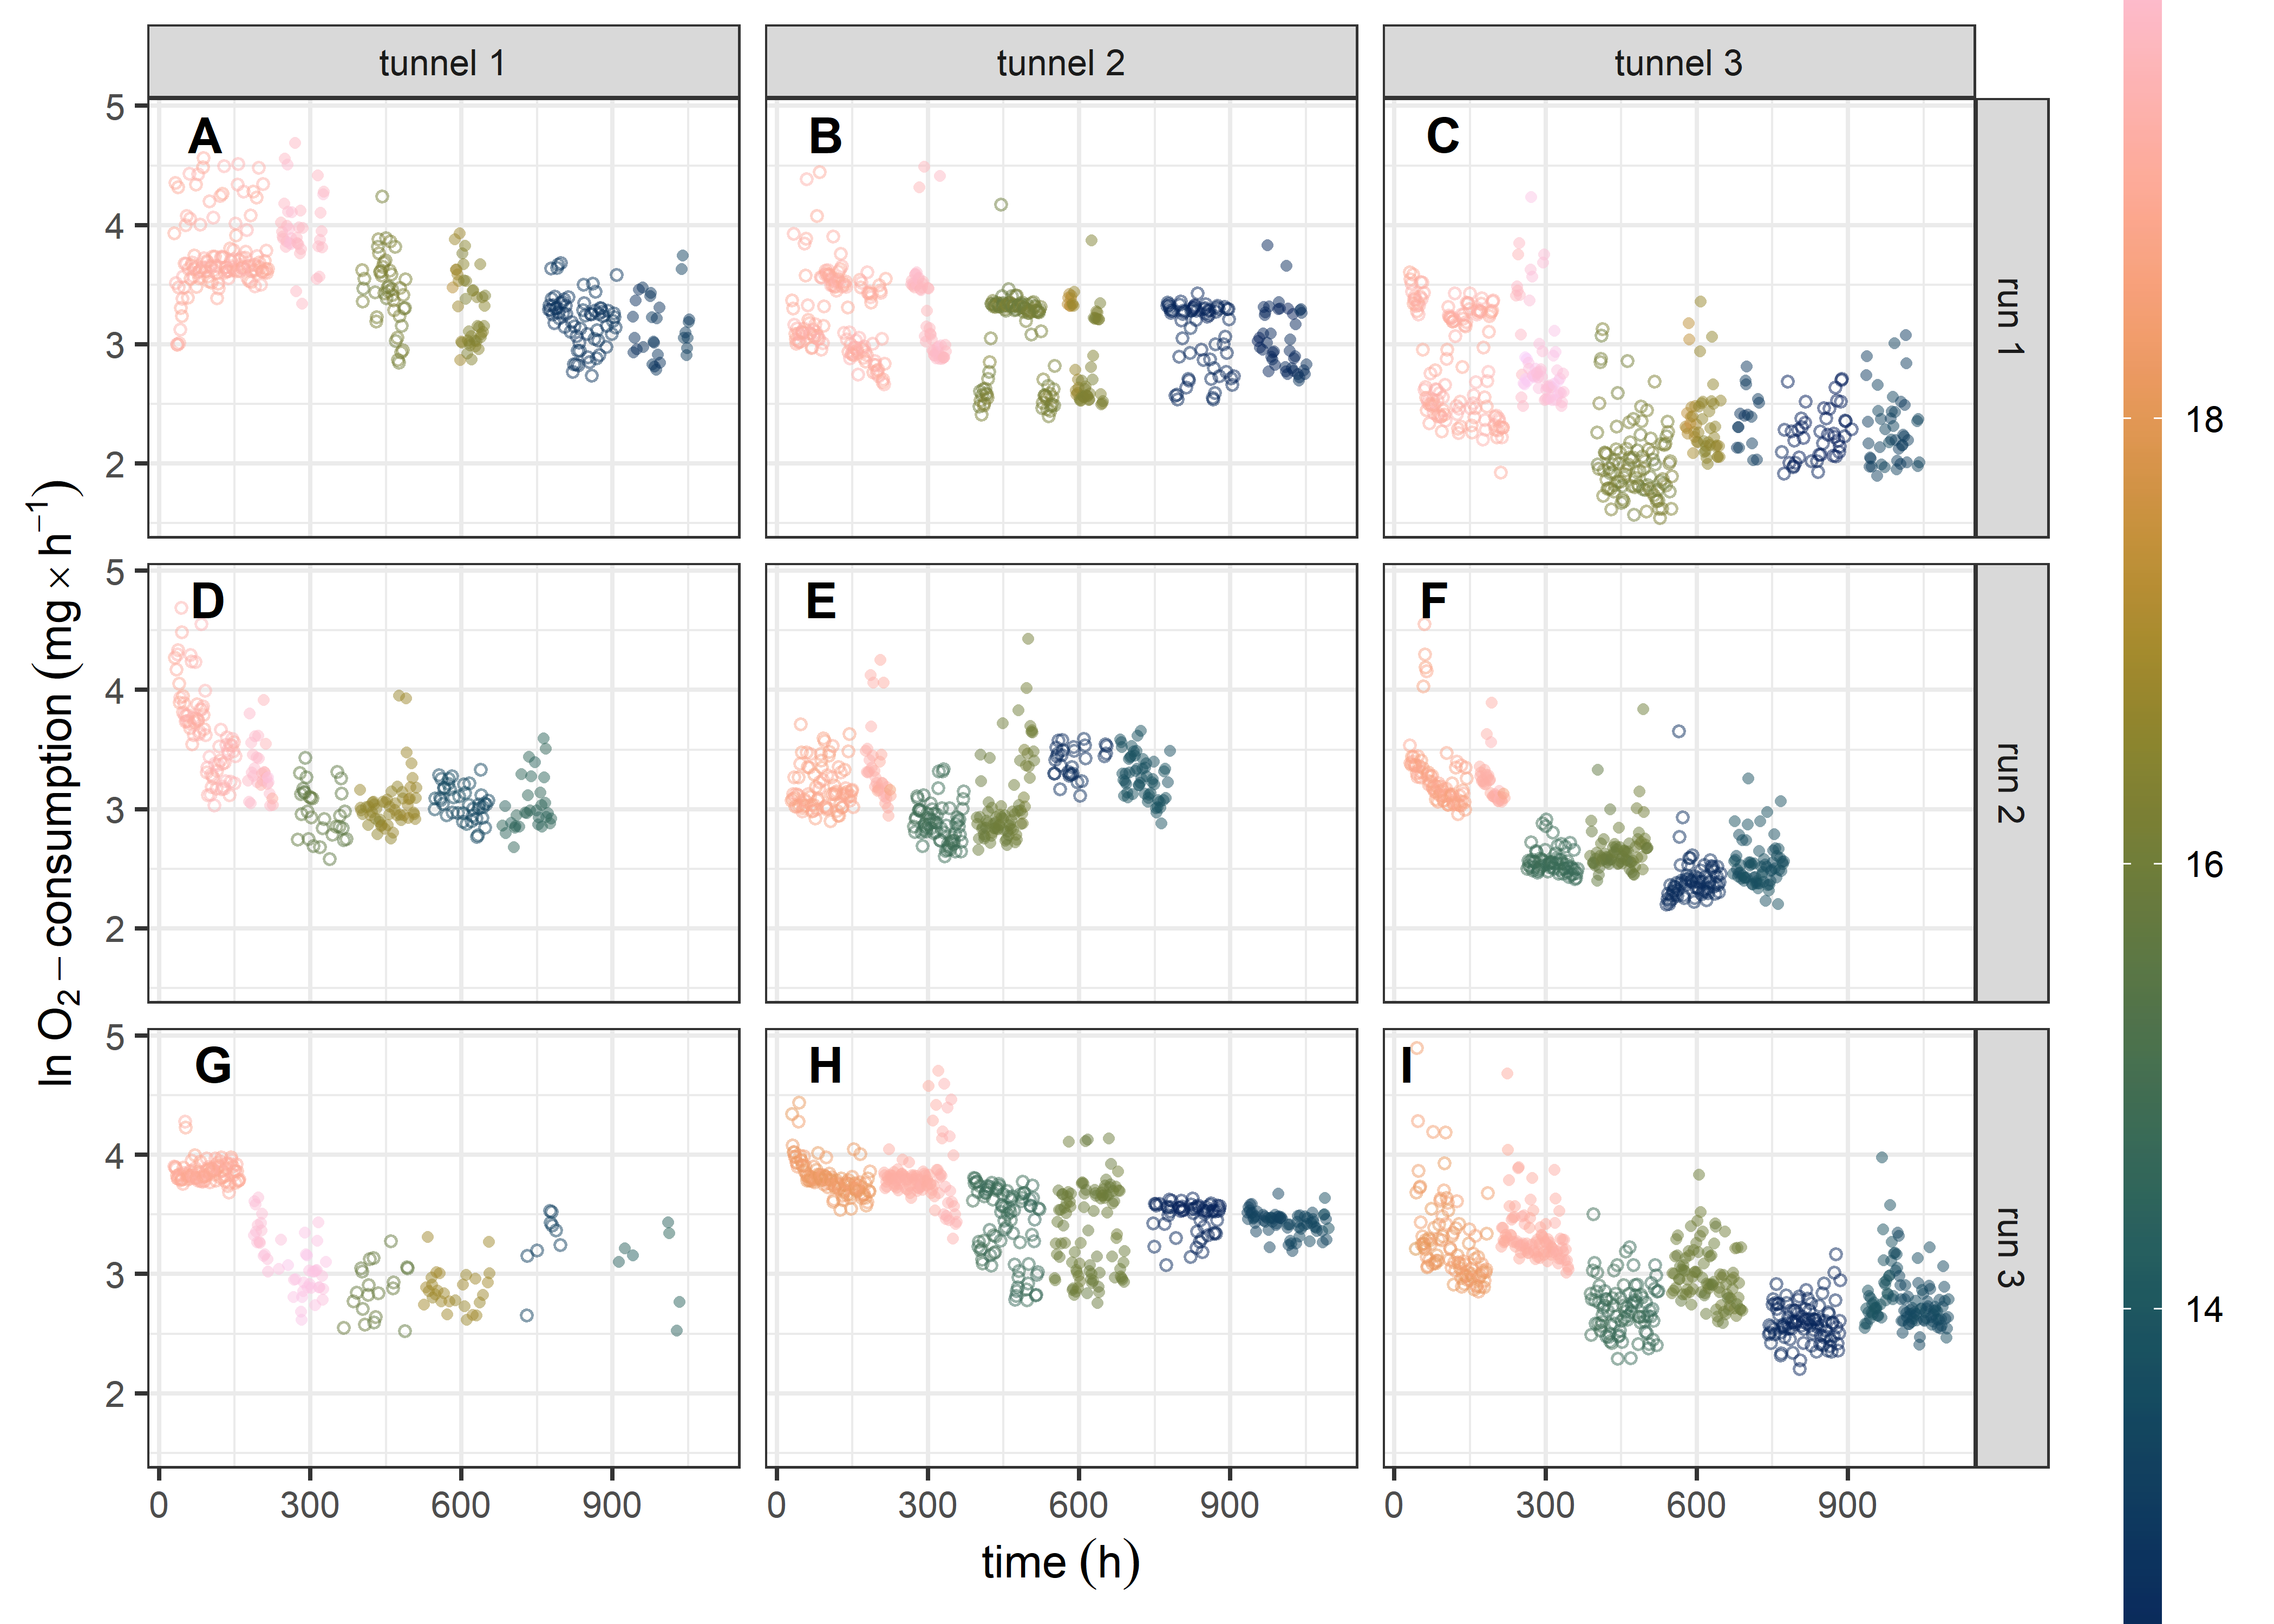 tunnel 1 tunnel 2 tunnel 3
5 A B C
4
3
2
run 1
18
ln O₂ − consumption (mg × h⁻¹)
5 D E F
4
3
2
run 2
16
5 G H I
4
3
2
run 3
14
0 300 600 900 0 300 600 900 0 300 600 900
time (h)